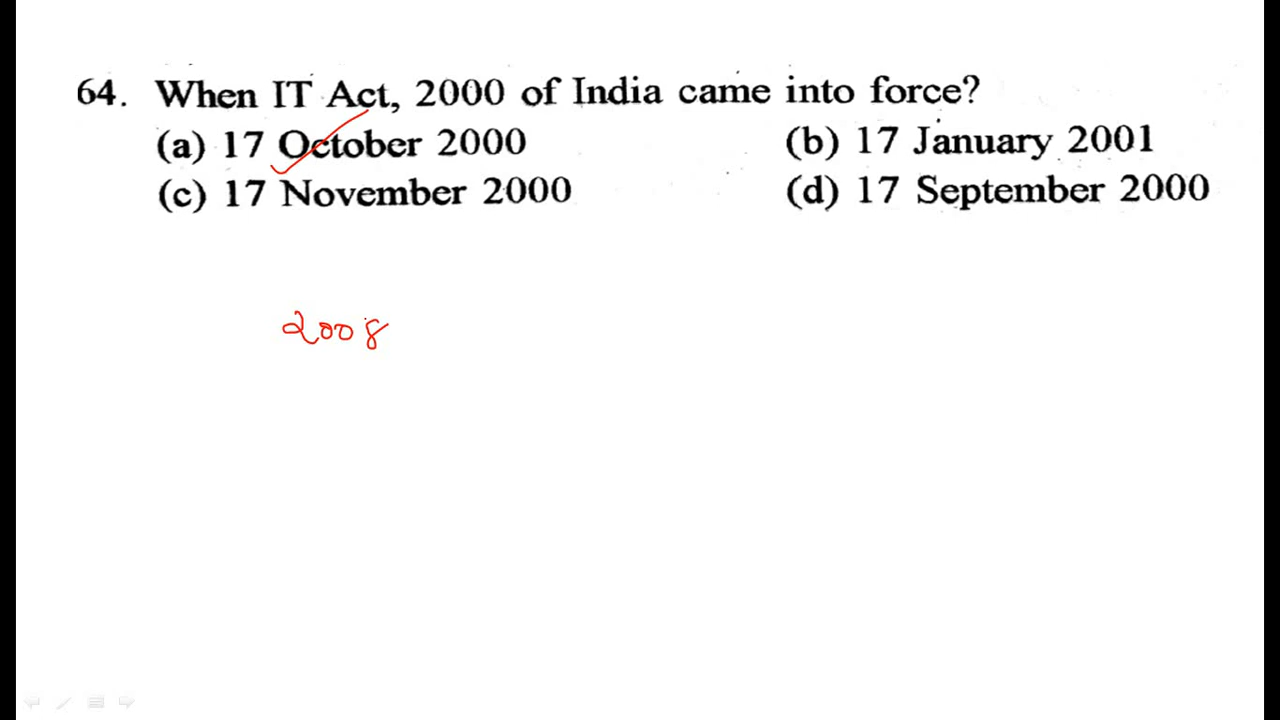 64. When IT Act, 2000 of India came into force?
(a) 17 October 2000 (b) 17 January 2001
(c) 17 November 2000 (d) 17 September 2000
2008